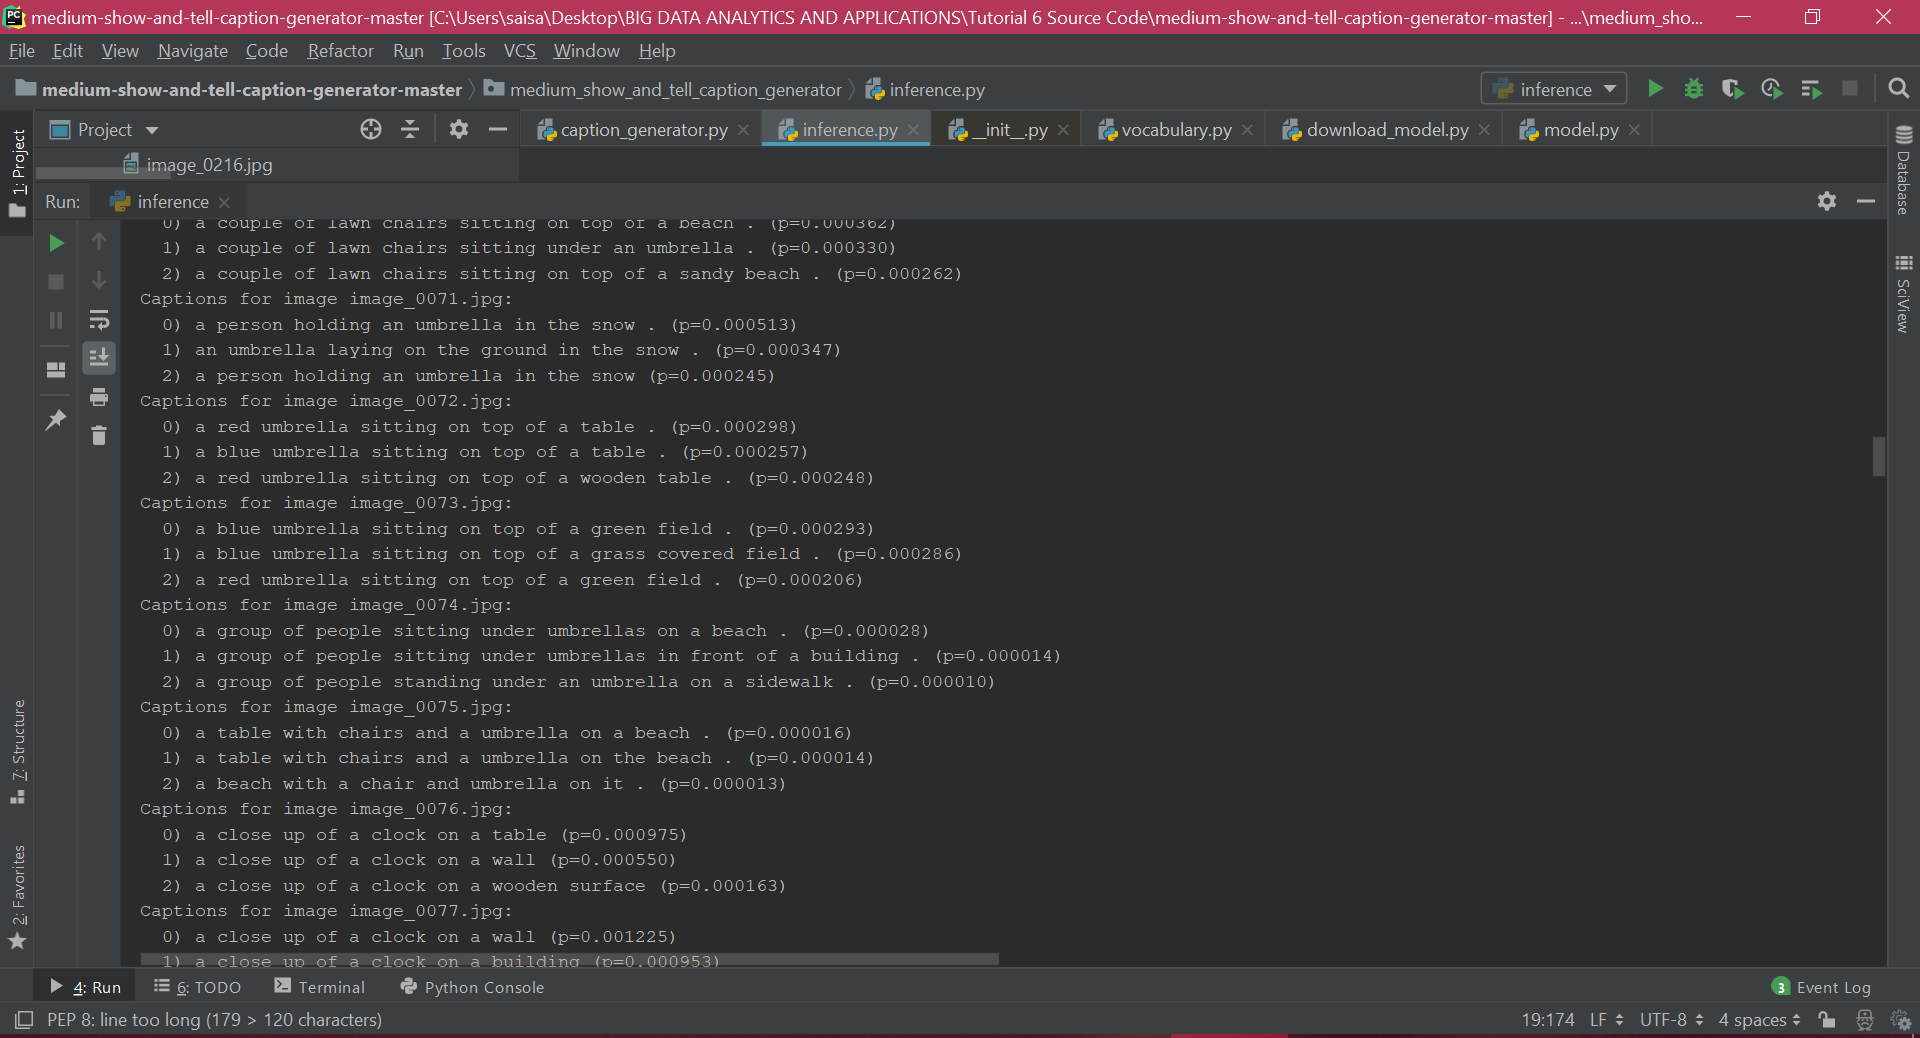 medium-show-and-tell-caption-generator-master [C:\Users\saisa\Desktop\BIG DATA ANALYTICS AND APPLICATIONS\Tutorial 6 Source Code\medium-show-and-tell-caption-generator-master] - ...\medium_sho...
File Edit View Navigate Code Refactor Run Tools VCS Window Help
medium-show-and-tell-caption-generator-master medium_show_and_tell_caption_generator inference.py inference
Project caption_generator.py inference.py __init__.py vocabulary.py download_model.py model.py
image_0216.jpg
Run: inference
0) a couple of lawn chairs sitting on top of a beach . (p=0.000362)
1) a couple of lawn chairs sitting under an umbrella . (p=0.000330)
2) a couple of lawn chairs sitting on top of a sandy beach . (p=0.000262)
Captions for image image_0071.jpg:
0) a person holding an umbrella in the snow . (p=0.000513)
1) an umbrella laying on the ground in the snow . (p=0.000347)
2) a person holding an umbrella in the snow (p=0.000245)
Captions for image image_0072.jpg:
0) a red umbrella sitting on top of a table . (p=0.000298)
1) a blue umbrella sitting on top of a table . (p=0.000257)
2) a red umbrella sitting on top of a wooden table . (p=0.000248)
Captions for image image_0073.jpg:
0) a blue umbrella sitting on top of a green field . (p=0.000293)
1) a blue umbrella sitting on top of a grass covered field . (p=0.000286)
2) a red umbrella sitting on top of a green field . (p=0.000206)
Captions for image image_0074.jpg:
0) a group of people sitting under umbrellas on a beach . (p=0.000028)
1) a group of people sitting under umbrellas in front of a building . (p=0.000014)
2) a group of people standing under an umbrella on a sidewalk . (p=0.000010)
Captions for image image_0075.jpg:
0) a table with chairs and a umbrella on a beach . (p=0.000016)
1) a table with chairs and a umbrella on the beach . (p=0.000014)
2) a beach with a chair and umbrella on it . (p=0.000013)
Captions for image image_0076.jpg:
0) a close up of a clock on a table (p=0.000975)
1) a close up of a clock on a wall (p=0.000550)
2) a close up of a clock on a wooden surface (p=0.000163)
Captions for image image_0077.jpg:
0) a close up of a clock on a wall (p=0.001225)
1) a close up of a clock on a building (p=0.000953)
1: Project
7: Structure
2: Favorites
Database
SciView
4: Run 6: TODO Terminal Python Console 3 Event Log
PEP 8: line too long (179 > 120 characters) 19:174 LF UTF-8 4 spaces